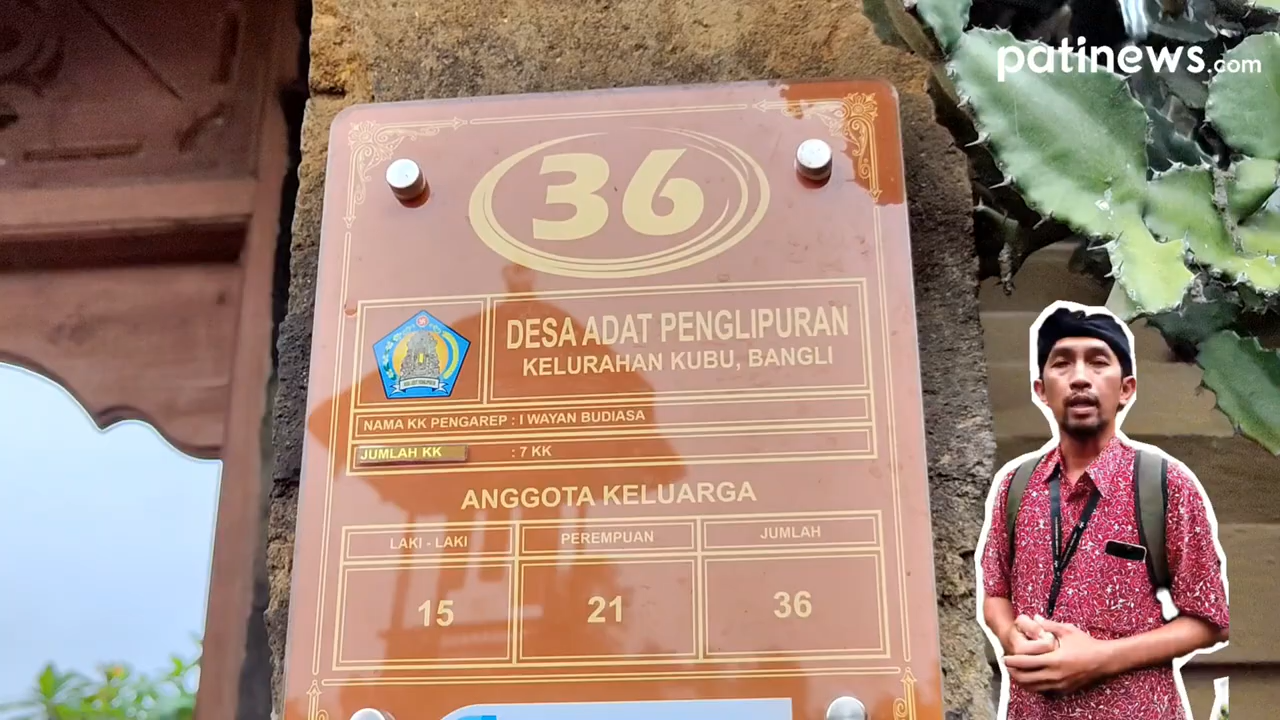 patinews.com
36
DESA ADAT PENGLIPURAN
KELURAHAN KUBU, BANGLI
NAMA KK PENGAREP : I WAYAN BUDIASA
JUMLAH KK : 7 KK
ANGGOTA KELUARGA
LAKI - LAKI PEREMPUAN JUMLAH
15 21 36